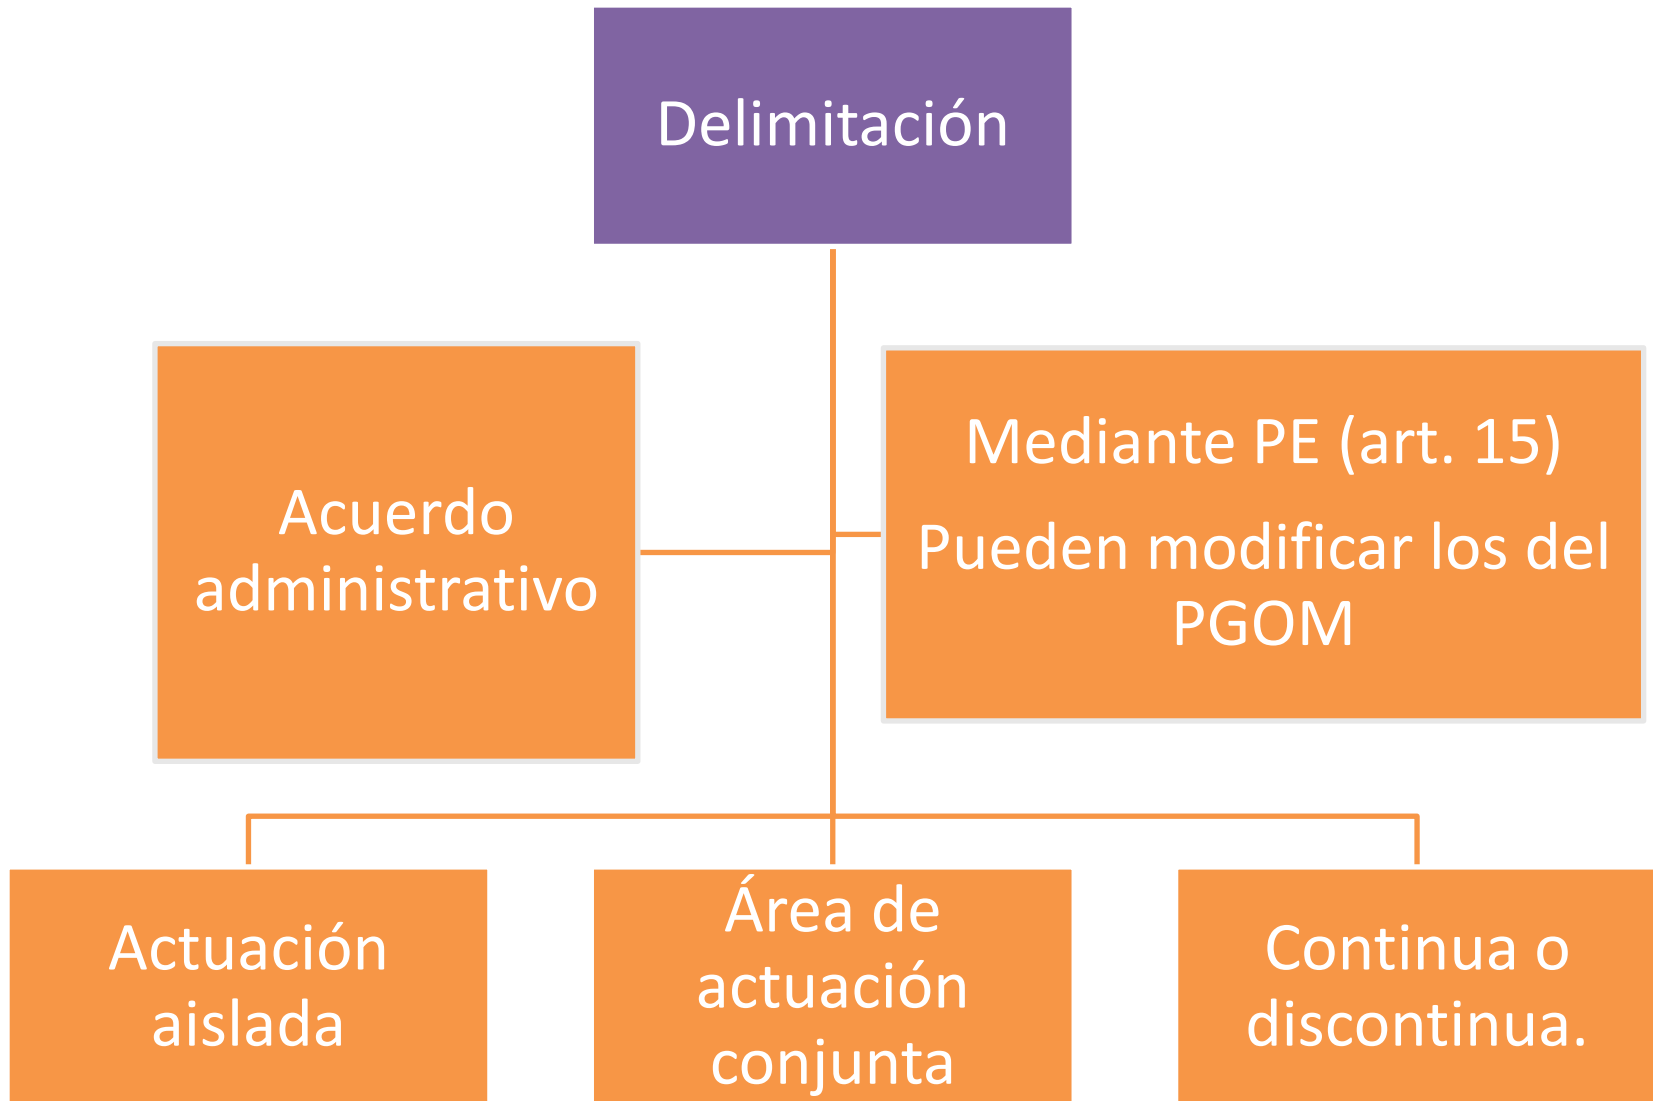 Delimitación
Acuerdo
administrativo
Mediante PE (art. 15)
Pueden modificar los del
PGOM
Actuación
aislada
Área de
actuación
conjunta
Continua o
discontinua.